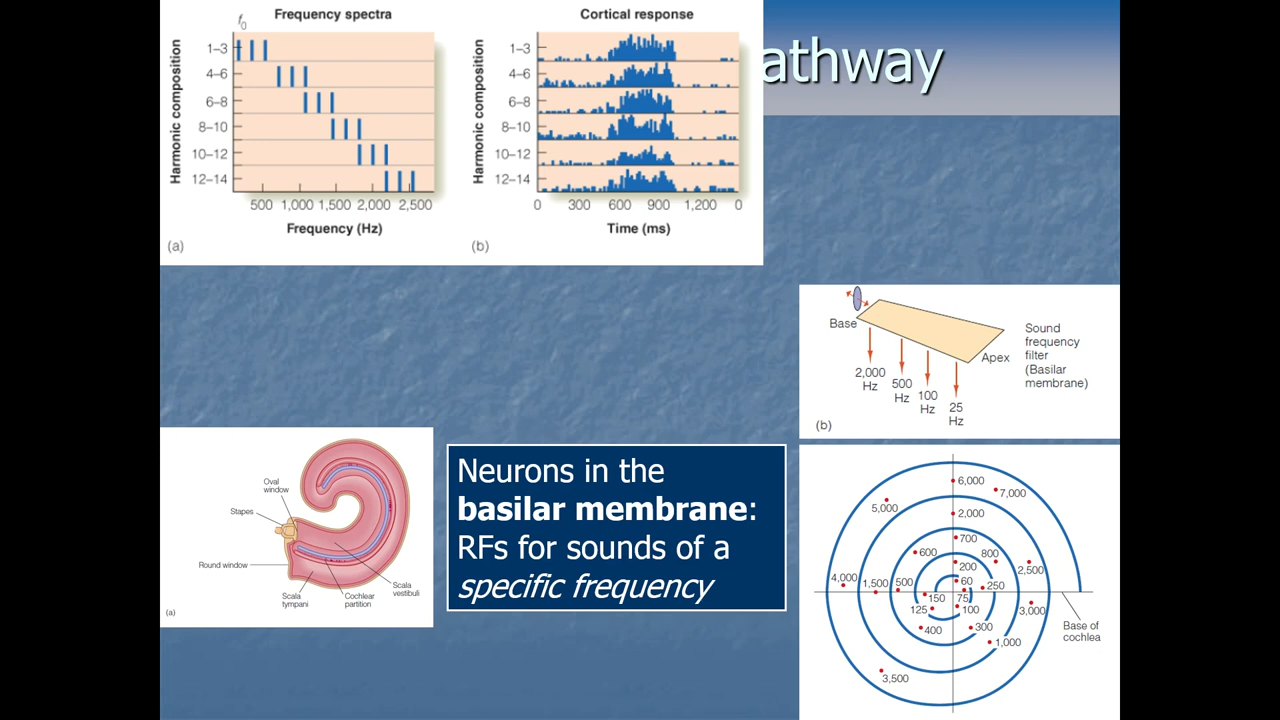 athway
Frequency spectra
f0
Harmonic composition
1–3
4–6
6–8
8–10
10–12
12–14
500 1,000 1,500 2,000 2,500
Frequency (Hz)
(a)
Cortical response
Harmonic composition
1–3
4–6
6–8
8–10
10–12
12–14
0 300 600 900 1,200 0
Time (ms)
(b)
Base
Apex
2,000
Hz
500
Hz
100
Hz
25
Hz
Sound
frequency
filter
(Basilar
membrane)
(b)
Oval
window
Stapes
Round window
Scala
tympani
Cochlear
partition
Scala
vestibuli
(a)
Neurons in the
basilar membrane:
RFs for sounds of a
specific frequency
6,000
7,000
5,000
2,000
700
600
800
200
2,500
4,000
1,500
500
60
250
150
75
3,000
125
100
400
300
1,000
3,500
Base of
cochlea